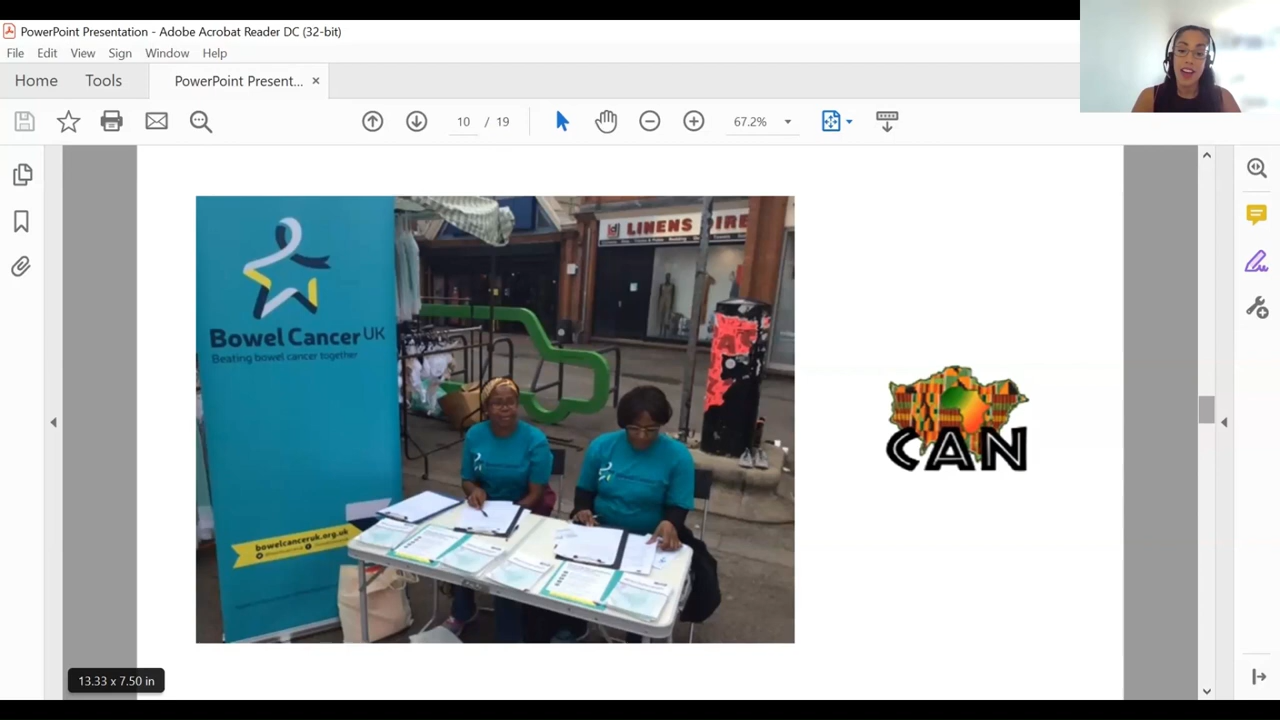 PowerPoint Presentation - Adobe Acrobat Reader DC (32-bit)
File Edit View Sign Window Help
Home Tools PowerPoint Present... ×
10 / 19 67.2%
Bowel Cancer UK
Beating bowel cancer together
bowelcanceruk.org.uk
LINENS
CAN
13.33 x 7.50 in